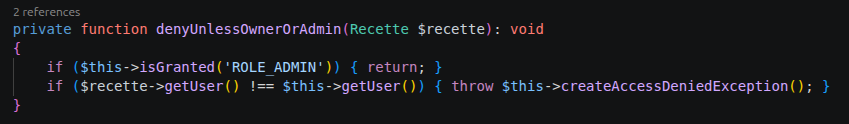 2 references
private function denyUnlessOwnerOrAdmin(Recette $recette): void
{
    if ($this->isGranted('ROLE_ADMIN')) { return; }
    if ($recette->getUser() !== $this->getUser()) { throw $this->createAccessDeniedException(); }
}